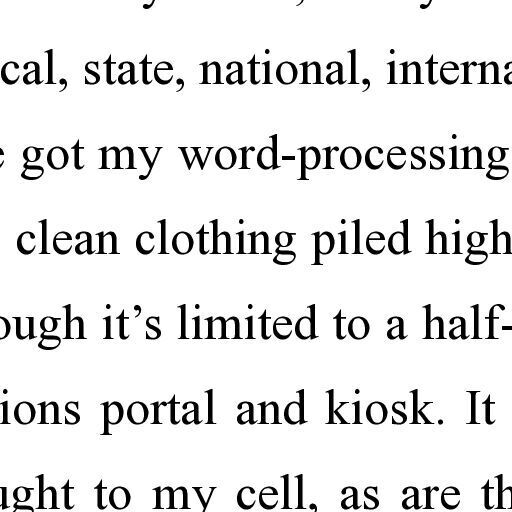 cal, state, national, interna
got my word-processing
clean clothing piled high
ough it’s limited to a half-
ions portal and kiosk. It
ught to my cell, as are th